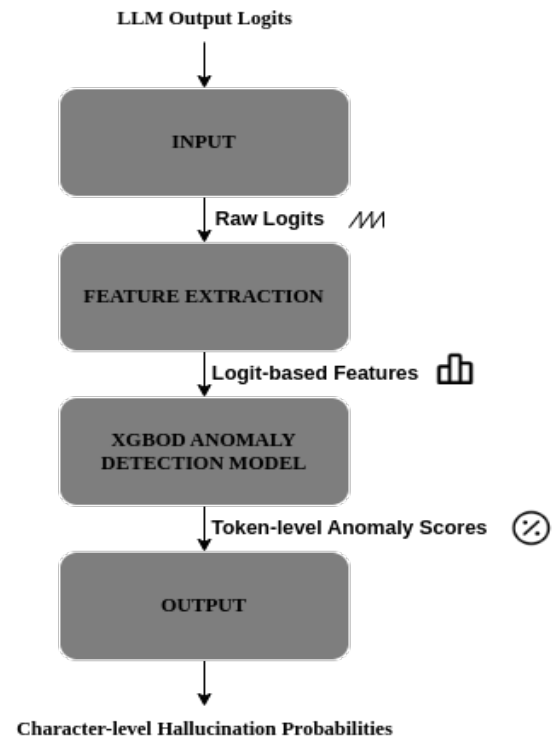 LLM Output Logits
INPUT
Raw Logits
FEATURE EXTRACTION
Logit-based Features
XGBOD ANOMALY
DETECTION MODEL
Token-level Anomaly Scores
OUTPUT
Character-level Hallucination Probabilities